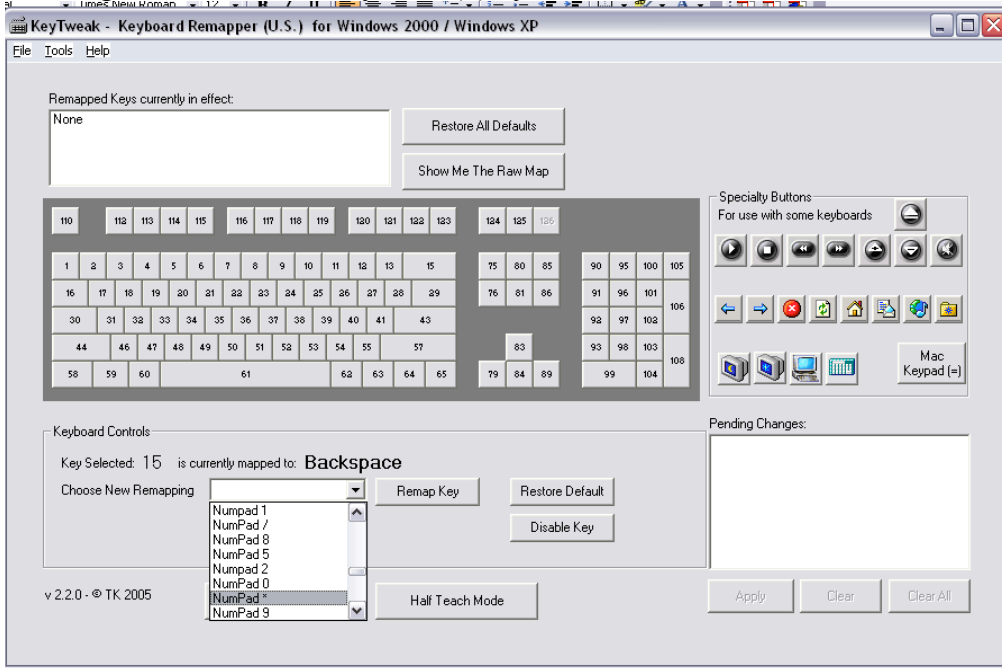 Times New Roman 12 B I U
KeyTweak - Keyboard Remapper (U.S.) for Windows 2000 / Windows XP
File Tools Help
Remapped Keys currently in effect:
None
Restore All Defaults
Show Me The Raw Map
110 112 113 114 115 116 117 118 119 120 121 122 123 124 125 126
1 2 3 4 5 6 7 8 9 10 11 12 13 15 75 80 85 90 95 100 105
16 17 18 19 20 21 22 23 24 25 26 27 28 29 76 81 86 91 96 101
106
30 31 32 33 34 35 36 37 38 39 40 41 43 92 97 102
44 46 47 48 49 50 51 52 53 54 55 57 83 93 98 103
108
58 59 60 61 62 63 64 65 79 84 89 99 104
Specialty Buttons
For use with some keyboards
Mac
Keypad (=)
Keyboard Controls
Key Selected: 15 is currently mapped to: Backspace
Choose New Remapping
Remap Key
Restore Default
Disable Key
Numpad 1
NumPad /
NumPad 8
NumPad 5
Numpad 2
NumPad 0
NumPad *
NumPad 9
Pending Changes:
v 2.2.0 - © TK 2005
Half Teach Mode
Apply
Clear
Clear All